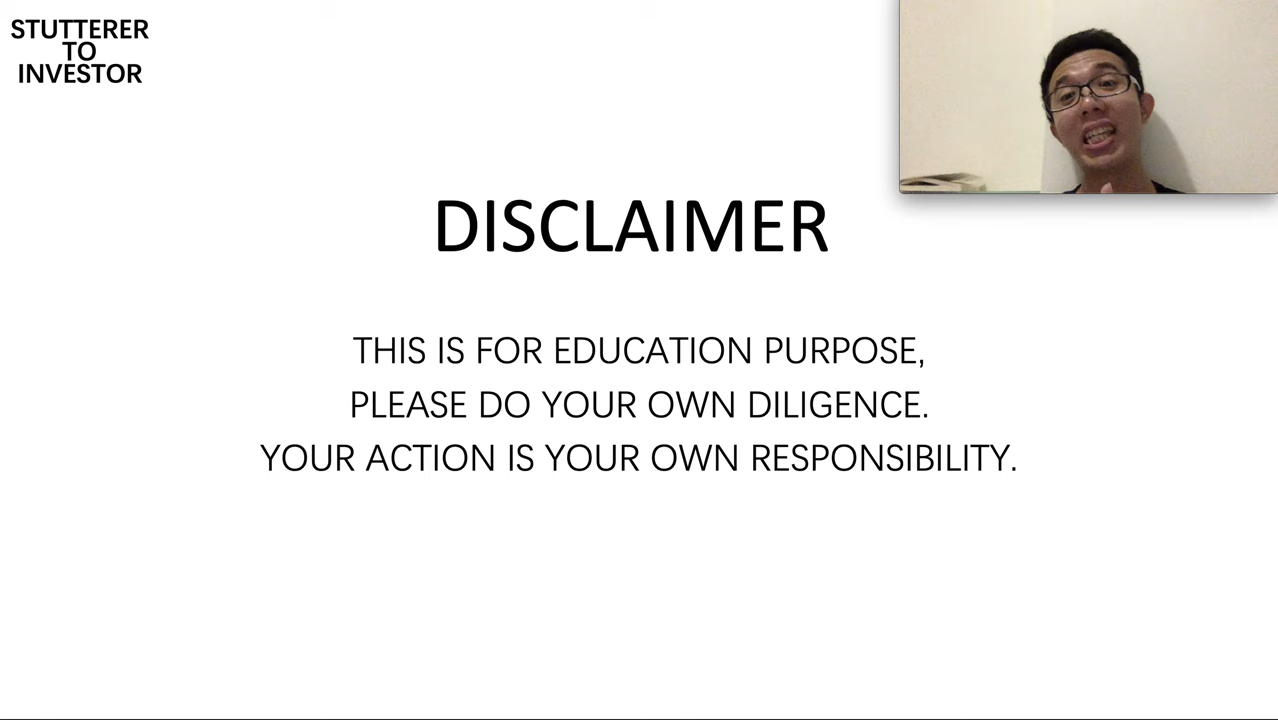 STUTTERER
TO
INVESTOR
DISCLAIMER
THIS IS FOR EDUCATION PURPOSE,
PLEASE DO YOUR OWN DILIGENCE.
YOUR ACTION IS YOUR OWN RESPONSIBILITY.